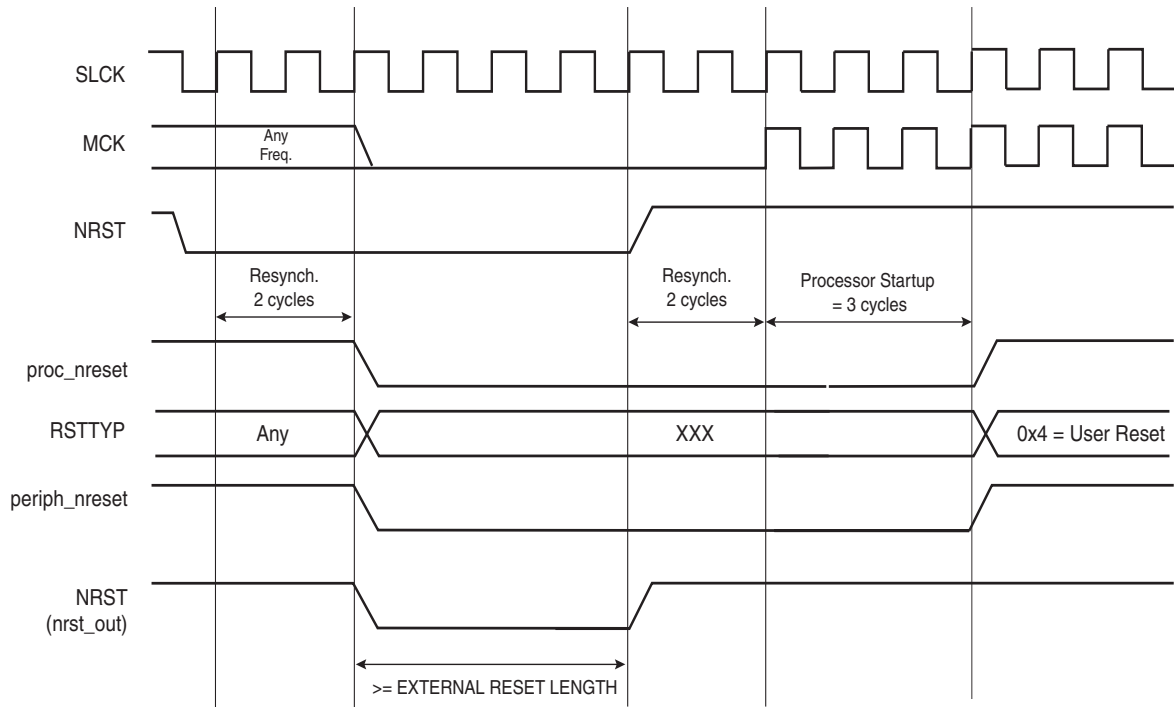 SLCK
MCK
Any
Freq.
NRST
Resynch.
2 cycles
Resynch.
2 cycles
Processor Startup
= 3 cycles
proc_nreset
RSTTYP
Any
XXX
0x4 = User Reset
periph_nreset
NRST
(nrst_out)
>= EXTERNAL RESET LENGTH